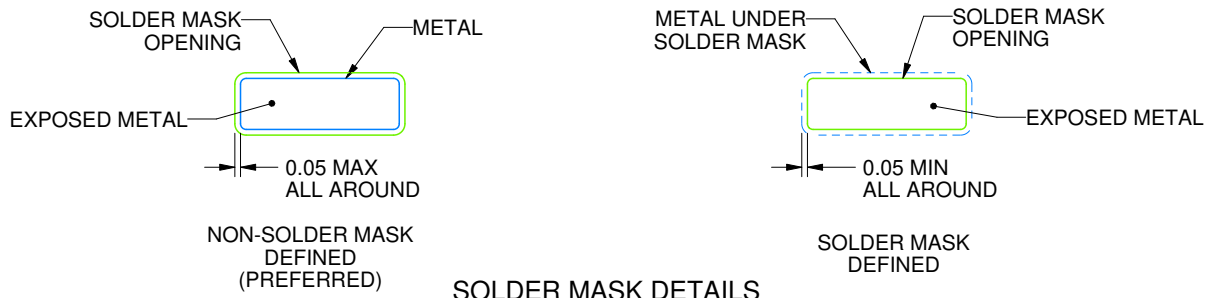 SOLDER MASK
OPENING
METAL
EXPOSED METAL
0.05 MAX
ALL AROUND
NON-SOLDER MASK
DEFINED
(PREFERRED)
METAL UNDER
SOLDER MASK
SOLDER MASK
OPENING
EXPOSED METAL
0.05 MIN
ALL AROUND
SOLDER MASK
DEFINED
SOLDER MASK DETAILS